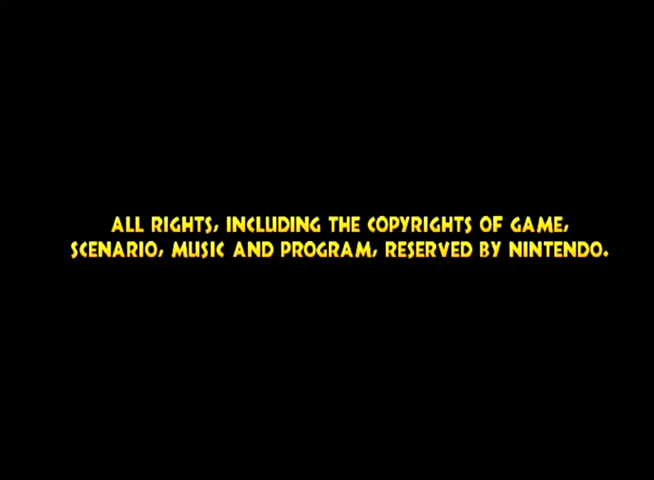 ALL RIGHTS, INCLUDING THE COPYRIGHTS OF GAME,
SCENARIO, MUSIC AND PROGRAM, RESERVED BY NINTENDO.